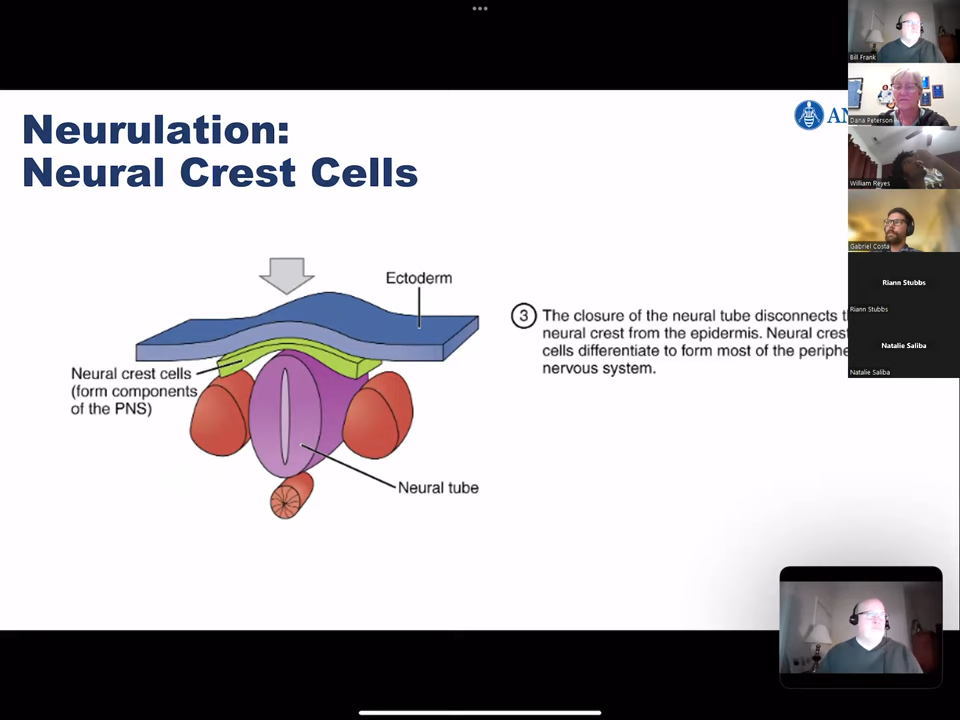 Neurulation:
Neural Crest Cells
Ectoderm
Neural crest cells
(form components
of the PNS)
Neural tube
3 The closure of the neural tube disconnects
neural crest from the epidermis. Neural crest
cells differentiate to form most of the
nervous system.
Bill Frank
Dana Peterson
William Reyes
Gabriel Costa
Riann Stubbs
Riann Stubbs
Natalie Saliba
Natalie Saliba